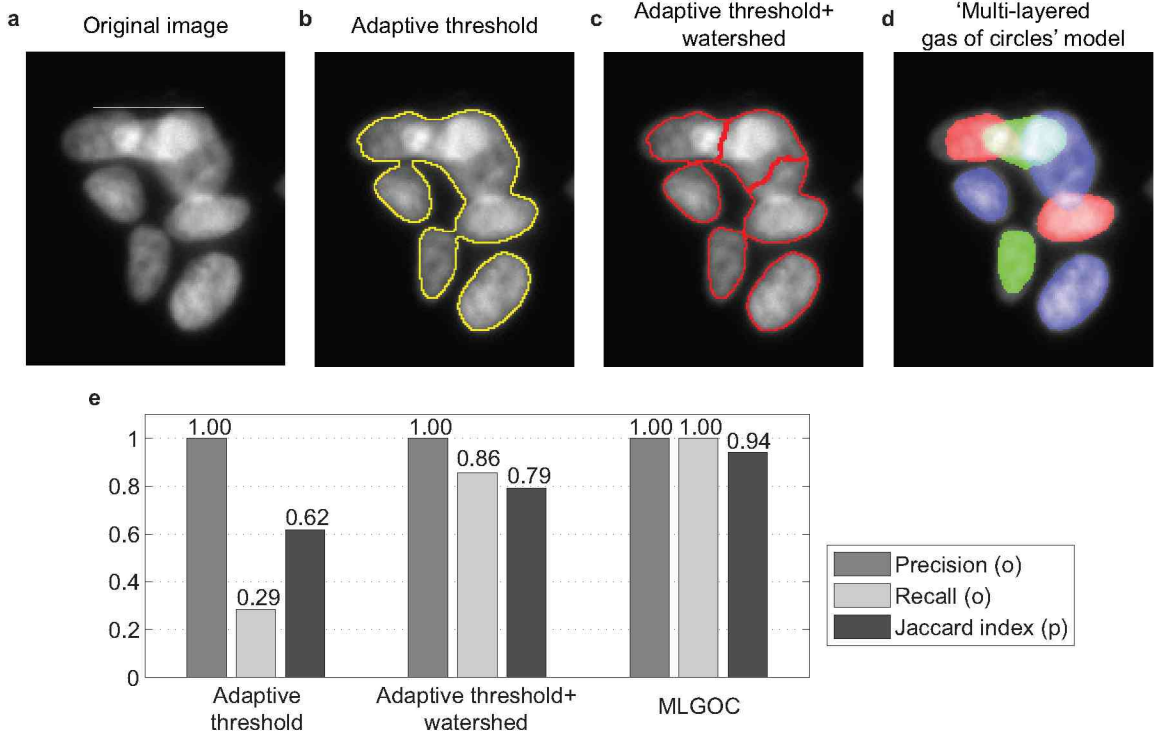 a
Original image
b
Adaptive threshold
c
Adaptive threshold+
watershed
d
‘Multi-layered
gas of circles’ model
e
1
0.8
0.6
0.4
0.2
0
1.00
0.29
0.62
1.00
0.86
0.79
1.00
1.00
0.94
Adaptive
threshold
Adaptive threshold+
watershed
MLGOC
Precision (o)
Recall (o)
Jaccard index (p)